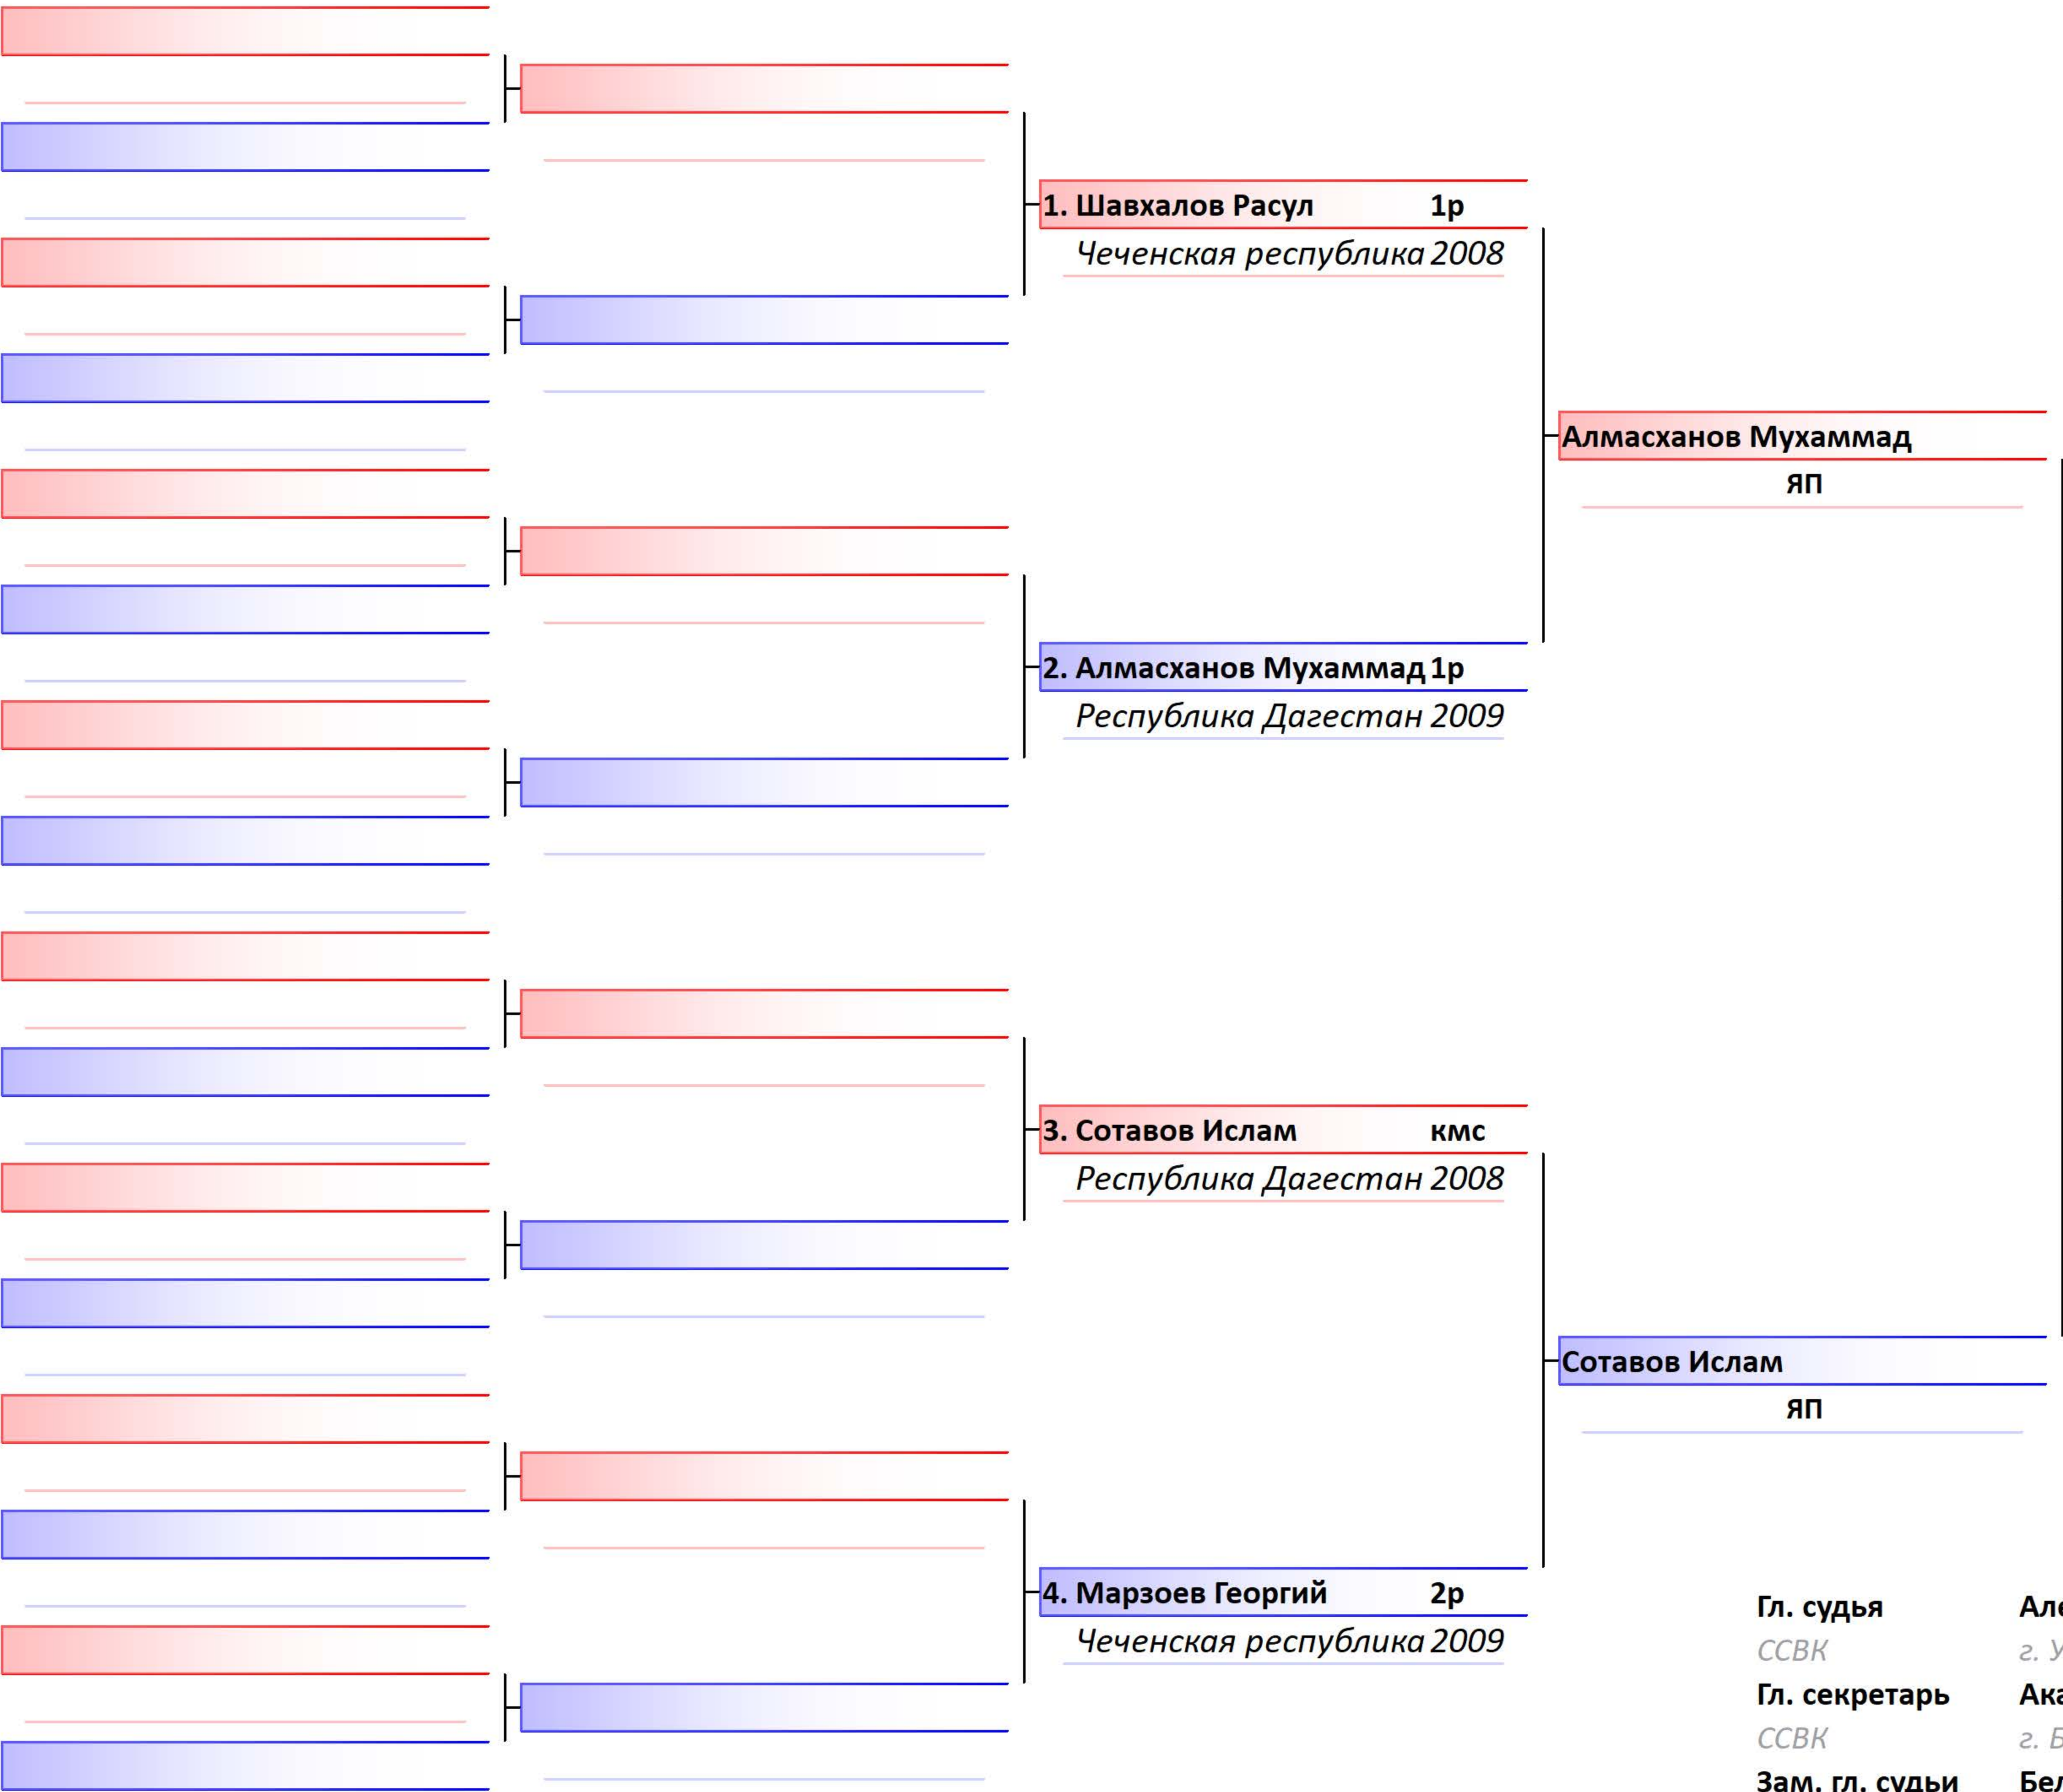 1. Шавхалов Расул 1р
Чеченская республика 2008
Алмасханов Мухаммад
ЯП
2. Алмасханов Мухаммад 1р
Республика Дагестан 2009
3. Сотавов Ислам кмс
Республика Дагестан 2008
Сотавов Ислам
ЯП
4. Марзоев Георгий 2р
Чеченская республика 2009
Гл. судья
ССВК г.
Гл. секретарь
ССВК г.
Зам. гл. судьи